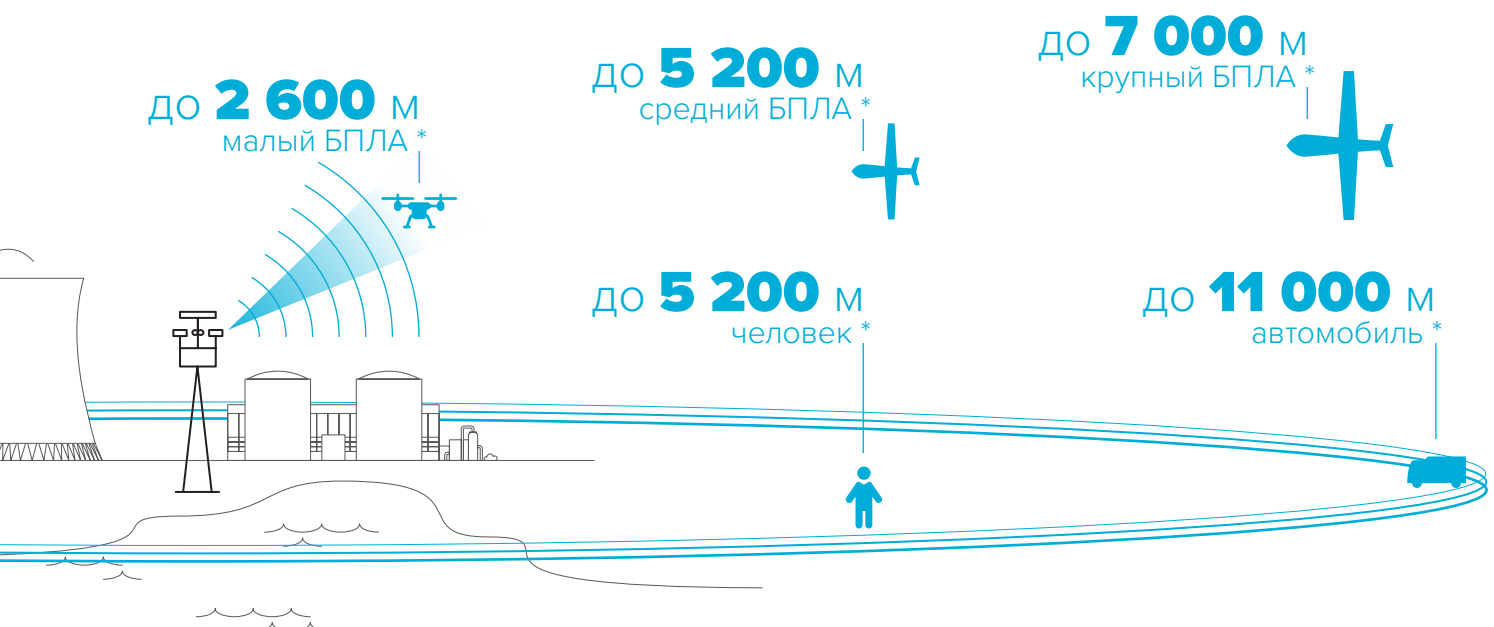 до 2 600 м
малый БПЛА *
до 5 200 м
средний БПЛА *
до 7 000 м
крупный БПЛА *
до 5 200 м
человек *
до 11 000 м
автомобиль *